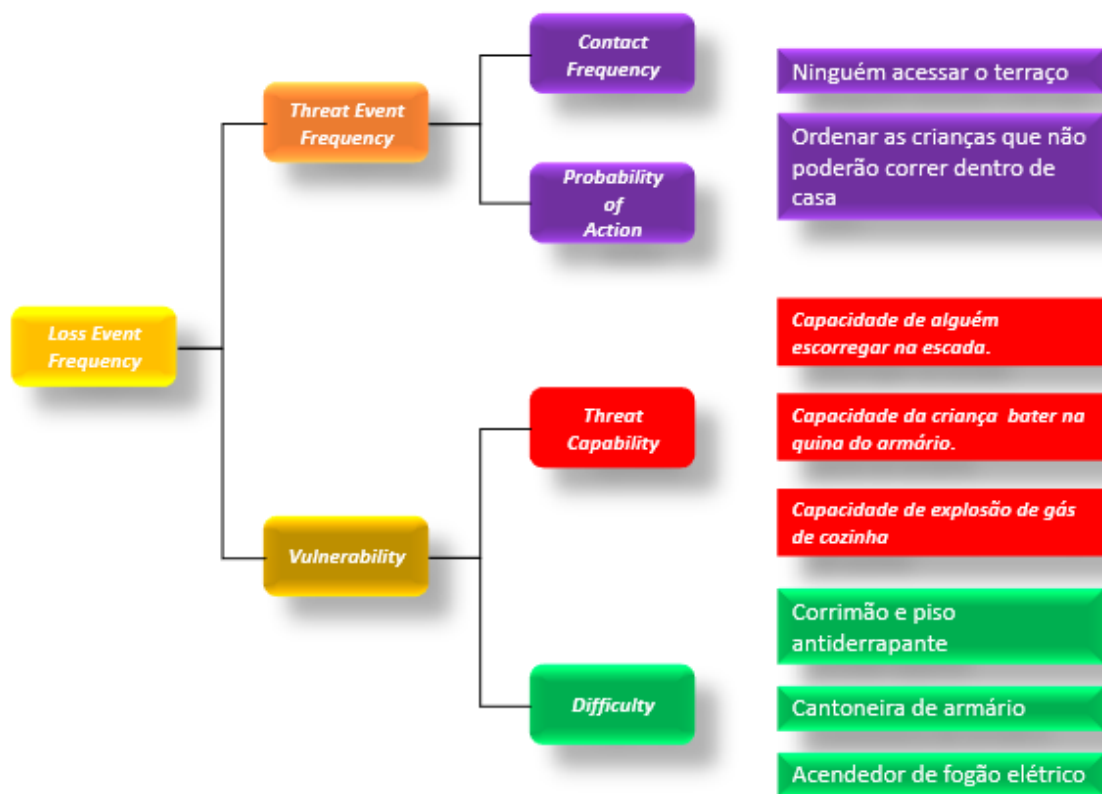 Contact
Frequency
Ninguém acessar o terraço
Threat Event
Frequency
Ordenar as crianças que não
poderão correr dentro de
casa
Probability
of
Action
Loss Event
Frequency
Capacidade de alguém
escorregar na escada.
Threat
Capability
Capacidade da criança  bater na
quina do armário.
Capacidade de explosão de gás
de cozinha
Vulnerability
Corrimão e piso
antiderrapante
Difficulty
Cantoneira de armário
Acendedor de fogão elétrico